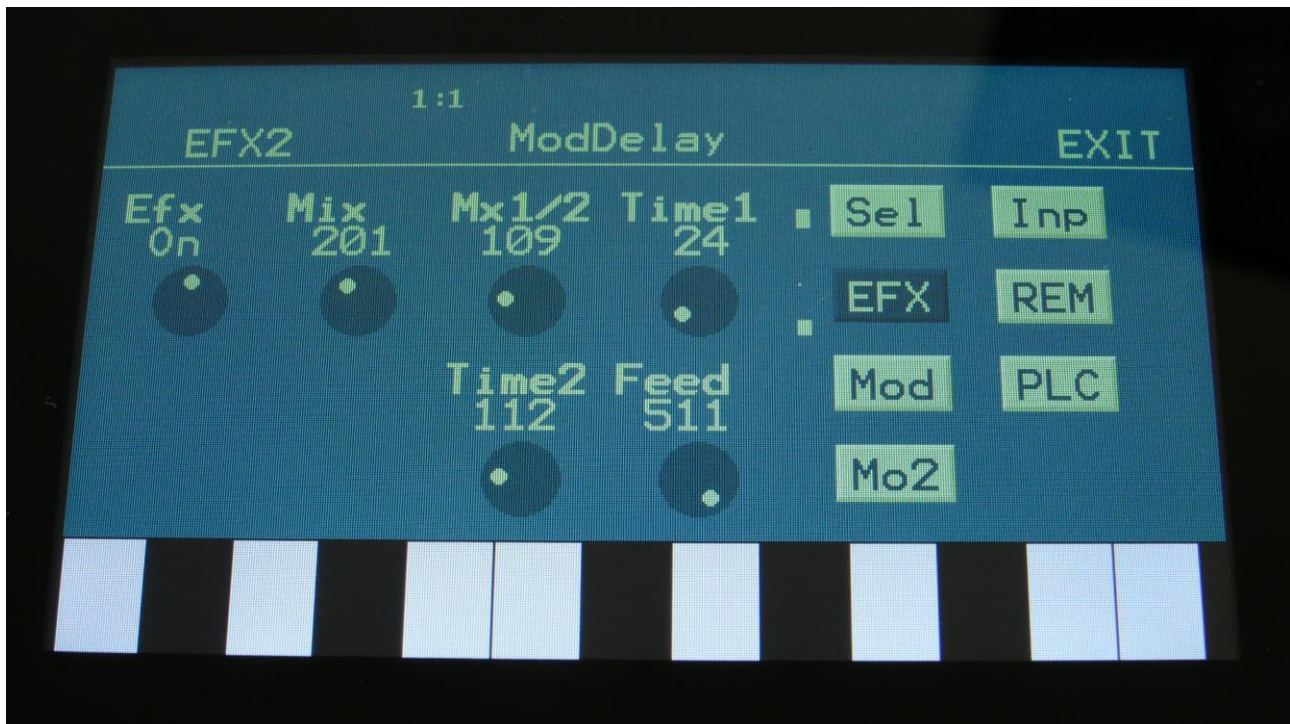 1:1
EFX2 ModDelay EXIT
Efx Mix Mx1/2 Time1 Sel Inp
On 201 109 24
EFX REM
Time2 Feed Mod PLC
112 511
Mo2